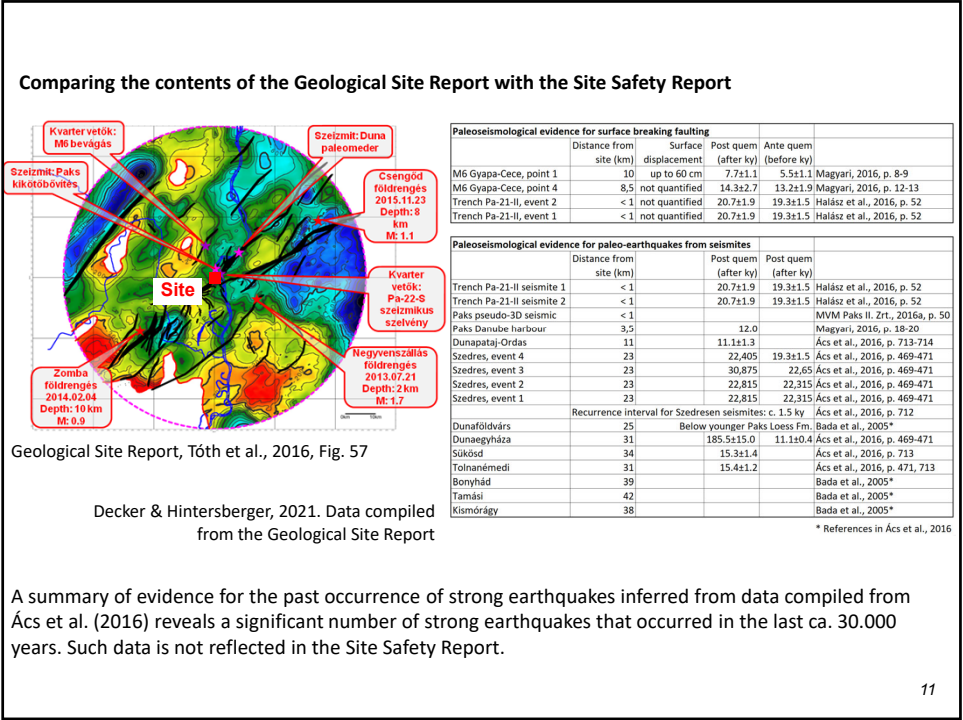 Comparing the contents of the Geological Site Report with the Site Safety Report
Kvarter vetők:
M6 bevágás
Szeizmit: Duna
paleomeder
Szeizmit: Paks
kikötőbővítés
Csengőd
földrengés
2015.11.23
Depth: 8
km
M: 1.1
Site
Kvarter
vetők:
Pa-22-S
szeizmikus
szelvény
Zomba
földrengés
2014.02.04
Depth: 10 km
M: 0.9
Negyvenszállás
földrengés
2013.07.21
Depth: 2 km
M: 1.7
0km 10km
Geological Site Report, Tóth et al., 2016, Fig. 57
Decker & Hintersberger, 2021. Data compiled
from the Geological Site Report
Paleoseismological evidence for surface breaking faulting
Distance from Surface Post quem Ante quem
site (km) displacement (after ky) (before ky)
M6 Gyapa-Cece, point 1 10 up to 60 cm 7.7±1.1 5.5±1.1 Magyari, 2016, p. 8-9
M6 Gyapa-Cece, point 4 8,5 not quantified 14.3±2.7 13.2±1.9 Magyari, 2016, p. 12-13
Trench Pa-21-II, event 2 < 1 not quantified 20.7±1.9 19.3±1.5 Halász et al., 2016, p. 52
Trench Pa-21-II, event 1 < 1 not quantified 20.7±1.9 19.3±1.5 Halász et al., 2016, p. 52
Paleoseismological evidence for paleo-earthquakes from seismites
Distance from Post quem Post quem
site (km) (after ky) (after ky)
Trench Pa-21-II seismite 1 < 1 20.7±1.9 19.3±1.5 Halász et al., 2016, p. 52
Trench Pa-21-II seismite 2 < 1 20.7±1.9 19.3±1.5 Halász et al., 2016, p. 52
Paks pseudo-3D seismic < 1 MVM Paks II. Zrt., 2016a, p. 50
Paks Danube harbour 3,5 12.0 Magyari, 2016, p. 18-20
Dunapataj-Ordas 11 11.1±1.3 Ács et al., 2016, p. 713-714
Szedres, event 4 23 22,405 19.3±1.5 Ács et al., 2016, p. 469-471
Szedres, event 3 23 30,875 22,65 Ács et al., 2016, p. 469-471
Szedres, event 2 23 22,815 22,315 Ács et al., 2016, p. 469-471
Szedres, event 1 23 22,815 22,315 Ács et al., 2016, p. 469-471
Recurrence interval for Szedresen seismites: c. 1.5 ky Ács et al., 2016, p. 712
Dunaföldvárs 25 Below younger Paks Loess Fm. Bada et al., 2005*
Dunaegyháza 31 185.5±15.0 11.1±0.4 Ács et al., 2016, p. 469-471
Sükösd 34 15.3±1.4 Ács et al., 2016, p. 713
Tolnanémedi 31 15.4±1.2 Ács et al., 2016, p. 471, 713
Bonyhád 39 Bada et al., 2005*
Tamási 42 Bada et al., 2005*
Kismórágy 38 Bada et al., 2005*
* References in Ács et al., 2016
A summary of evidence for the past occurrence of strong earthquakes inferred from data compiled from
Ács et al. (2016) reveals a significant number of strong earthquakes that occurred in the last ca. 30.000
years. Such data is not reflected in the Site Safety Report.
11